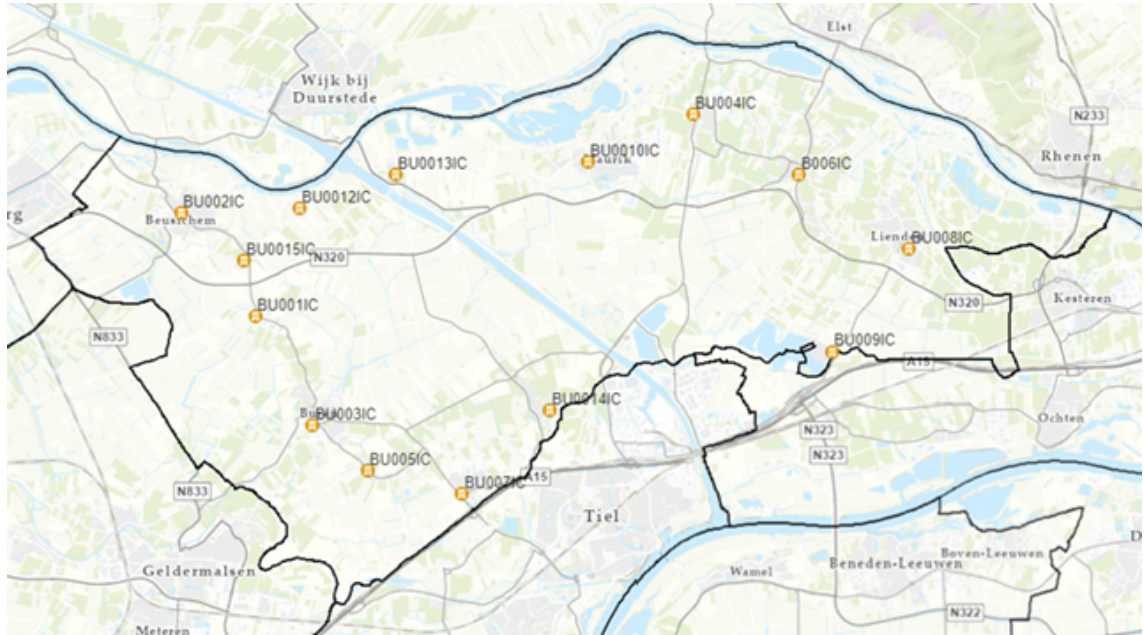 Elst
Wijk bij
Duurstede
BU004IC
N233
BU0010IC
BU0013IC
B006IC
Rhenen
BU002IC
BU0012IC
rg
Beusichem
BU008IC
BU0015IC
N320
BU001IC
N320
Kesteren
N833
BU009IC
A15
BU0014IC
BU003IC
Ochten
N323
BU005IC
N323
A15
N833
BU007IC
Tiel
Geldermalsen
Wamel
Beneden-Leeuwen
Boven-Leeuwen
D
N322
Meteren